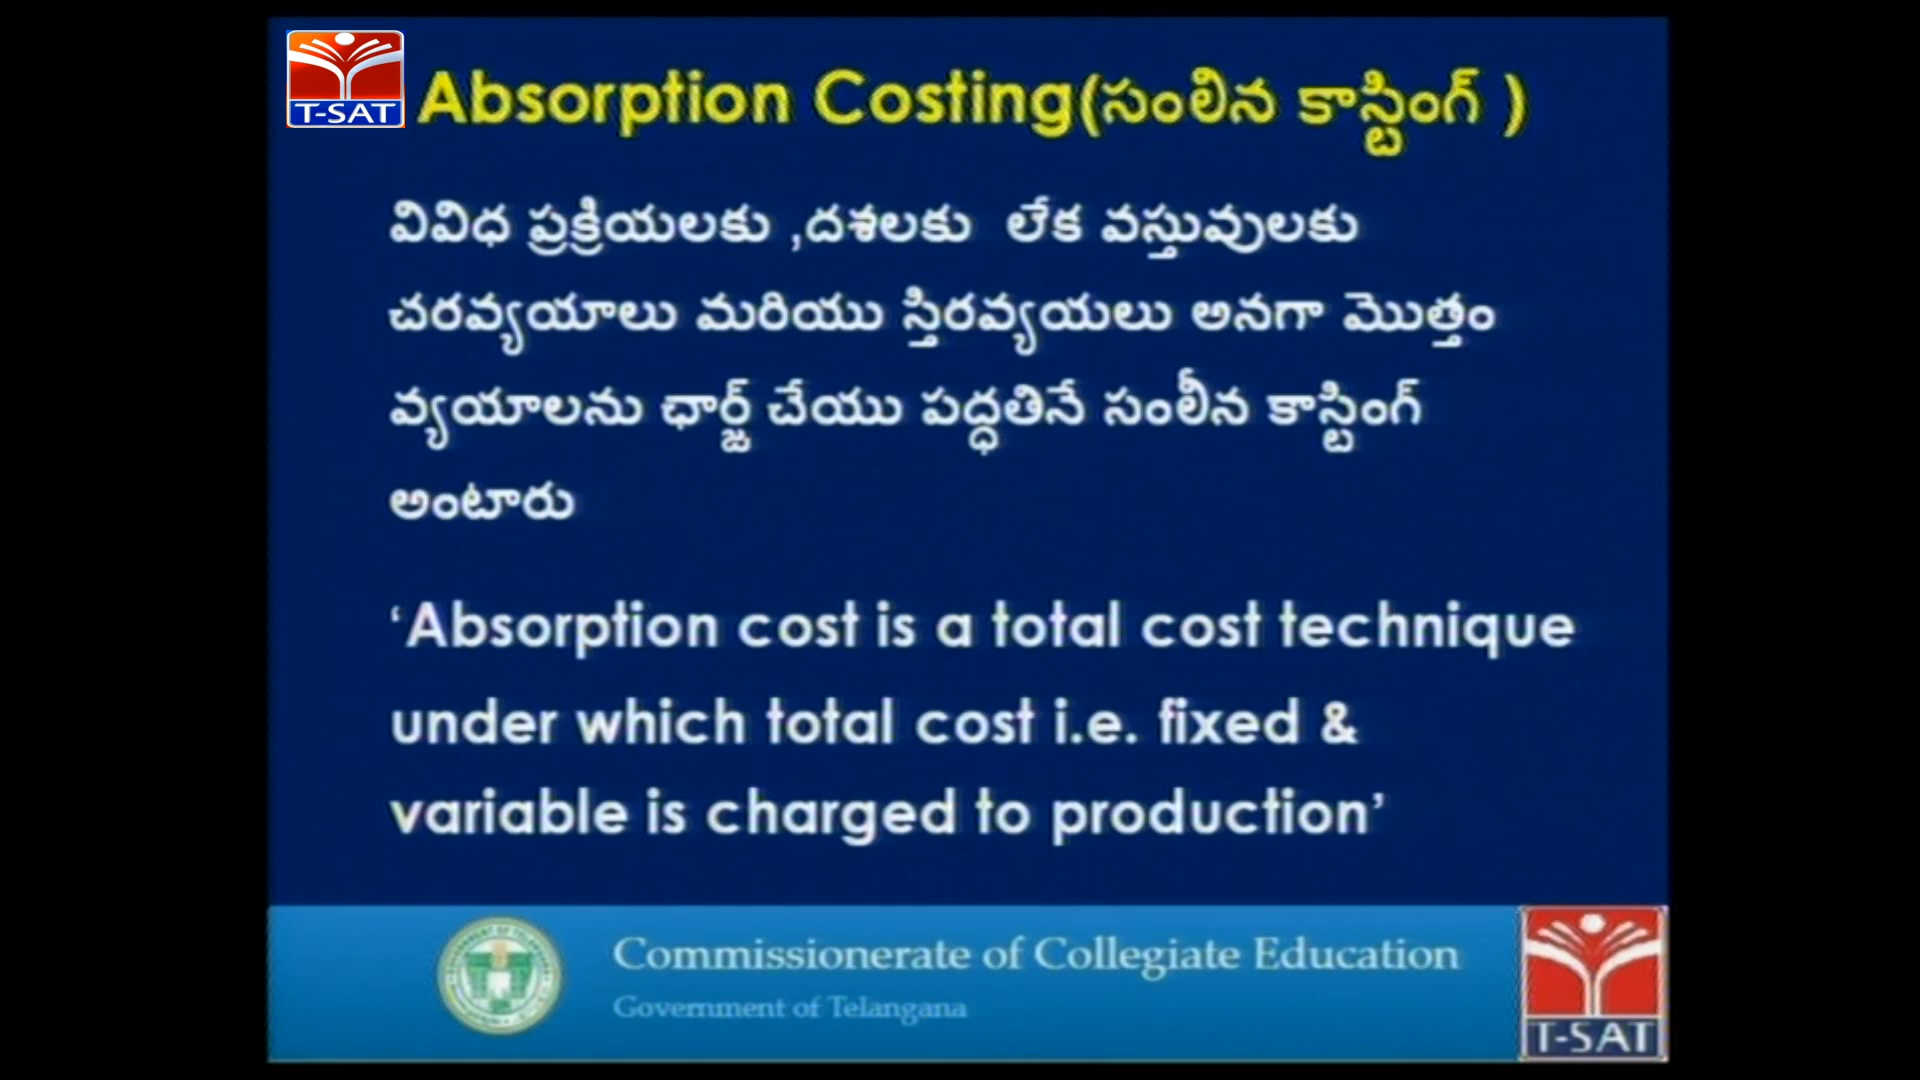 T-SAT
Absorption Costing(సంలిన కాస్టింగ్ )
వివిధ ప్రక్రియలకు ,దశలకు లేక వస్తువులకు
చరవ్యయాలు మరియు స్తిరవ్యయలు అనగా మొత్తం
వ్యయాలను ఛార్జ్ చేయు పద్ధతినే సంలీన కాస్టింగ్
అంటారు
‘Absorption cost is a total cost technique
under which total cost i.e. fixed &
variable is charged to production’
Commissionerate of Collegiate Education
Government of Telangana
T-SAT